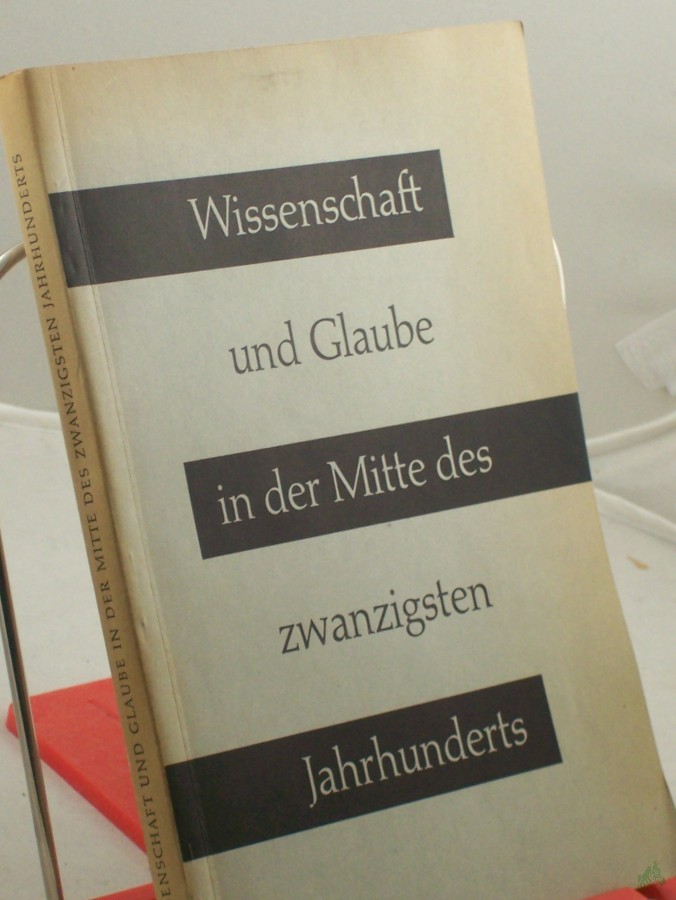 Wissenschaft
und Glaube
in der Mitte des
zwanzigsten
Jahrhunderts
ENSCHAFT UND GLAUBE IN DER MITTE DES ZWANZIGSTEN JAHRHUNDERTS